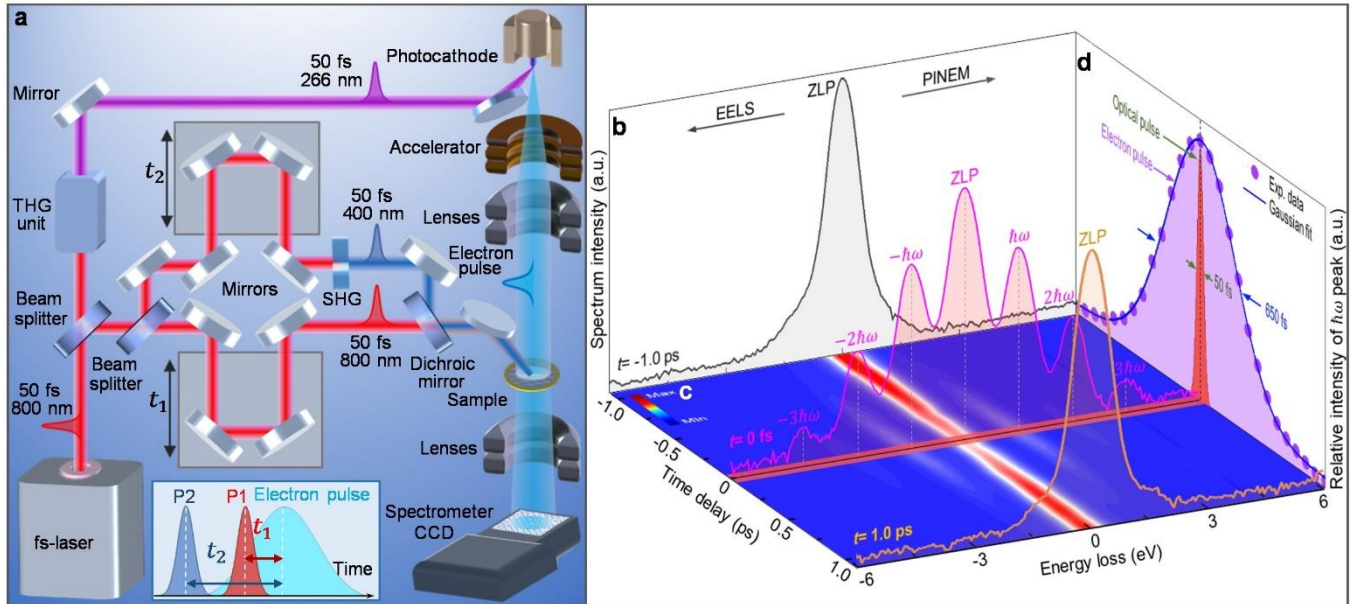 a
50 fs
266 nm
Photocathode
Mirror
Accelerator
t₂
THG
unit
50 fs
400 nm
Lenses
Electron
pulse
Mirrors
SHG
Beam
splitter
Beam
splitter
50 fs
800 nm
Dichroic
mirror
Sample
50 fs
800 nm
t₁
Lenses
fs-laser
P2
P1
Electron pulse
t₁
t₂
Time
Spectrometer
CCD
b
EELS
ZLP
PINEM
Spectrum intensity (a.u.)
t= -1.0 ps
ZLP
-ħω
ħω
-2ħω
2ħω
-3ħω
3ħω
ZLP
c
Max
Min
t= 0 fs
t= 1.0 ps
-1.0
-0.5
0
0.5
1.0
Time delay (ps)
-6
-3
0
3
6
Energy loss (eV)
d
Optical pulse
Electron pulse
Exp. data
Gaussian fit
50 fs
650 fs
Relative intensity of ħω peak (a.u.)